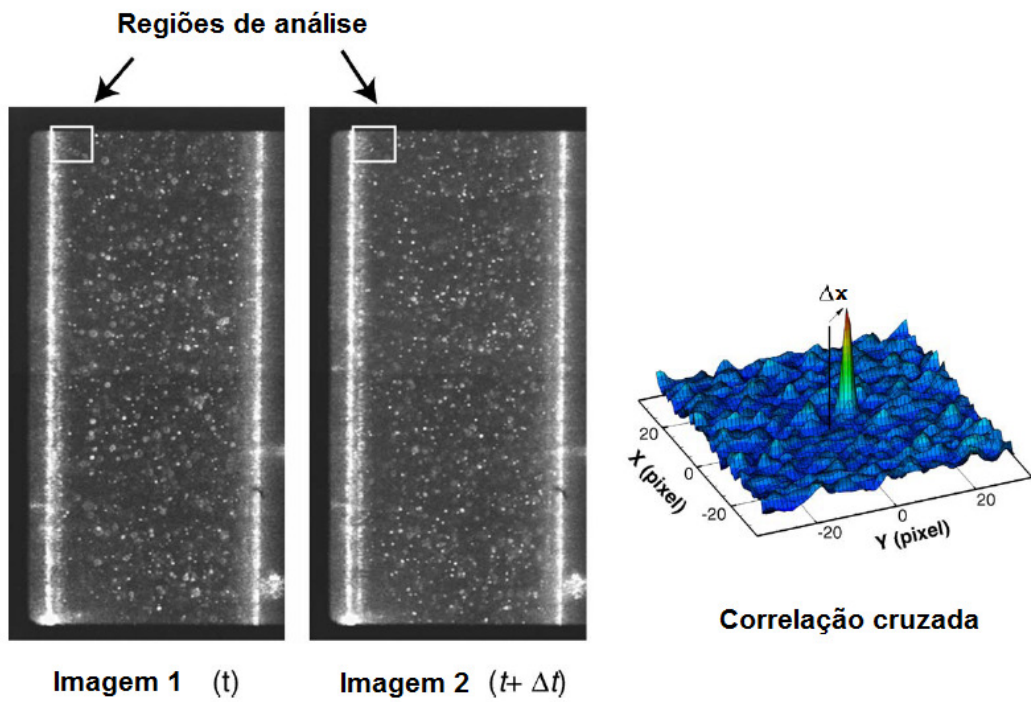 Regiões de análise
Δx
20
0
-20
X (pixel)
-20
0
20
Y (pixel)
Correlação cruzada
Imagem 1 (t)
Imagem 2 (t+ Δt)